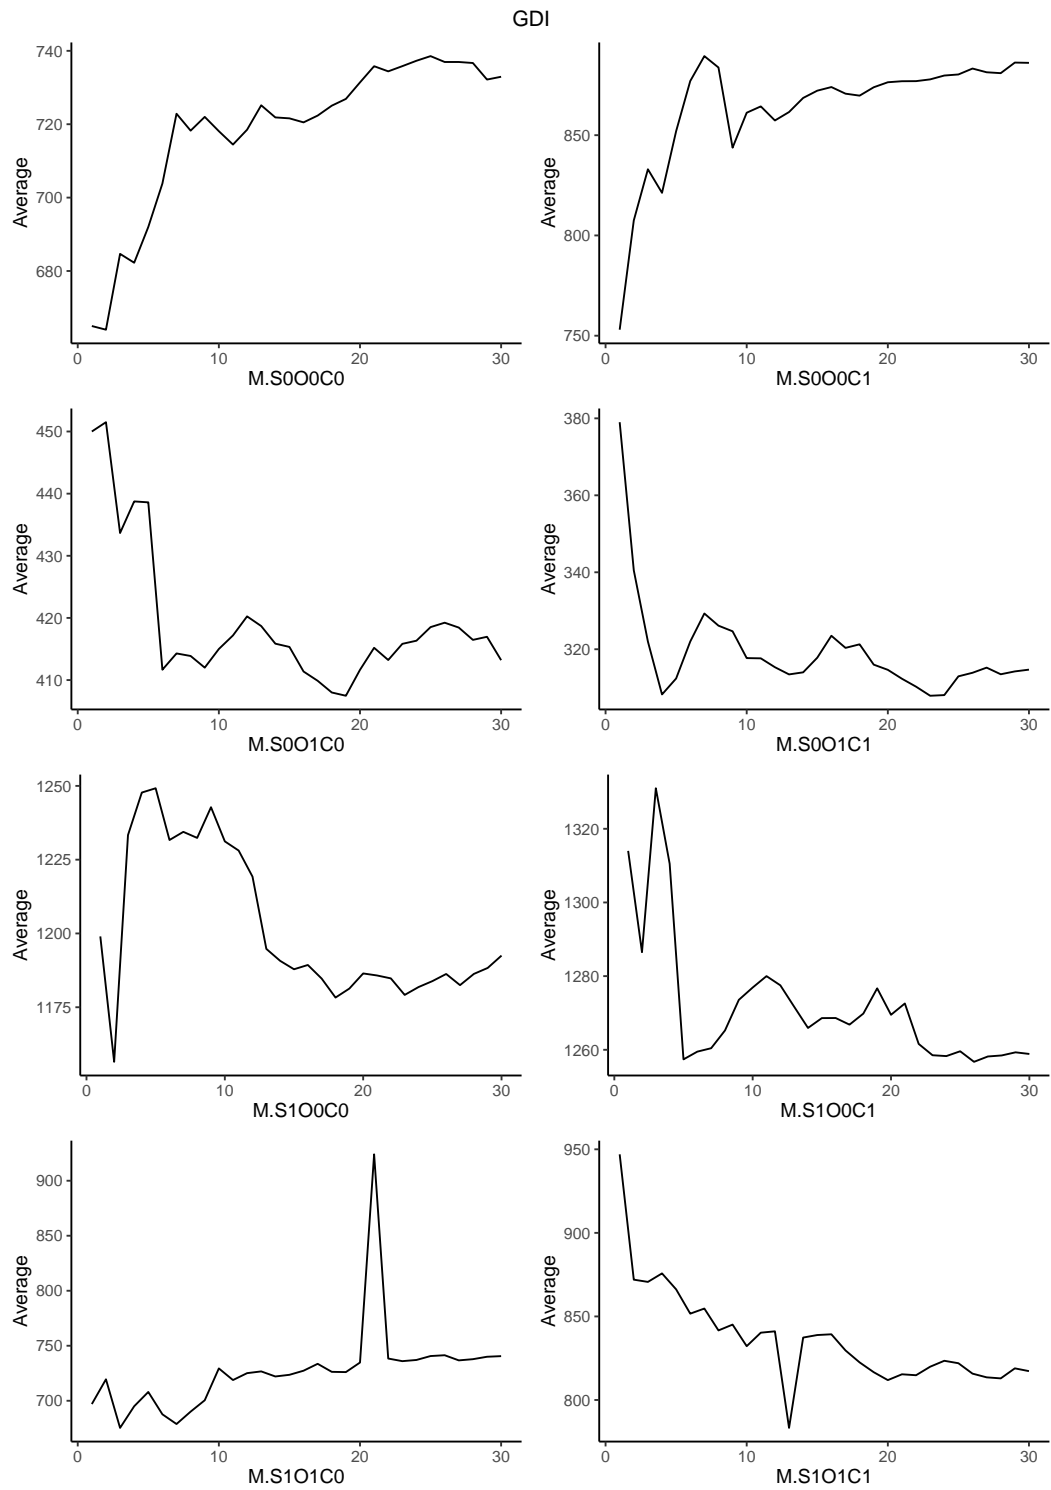 GDI
740
720
700
680
Average
0 10 20 30
M.S0O0C0
850
800
750
Average
0 10 20 30
M.S0O0C1
450
440
430
420
410
Average
0 10 20 30
M.S0O1C0
380
360
340
320
Average
0 10 20 30
M.S0O1C1
1250
1225
1200
1175
Average
0 10 20 30
M.S1O0C0
1320
1300
1280
1260
Average
0 10 20 30
M.S1O0C1
900
850
800
750
700
Average
0 10 20 30
M.S1O1C0
950
900
850
800
Average
0 10 20 30
M.S1O1C1